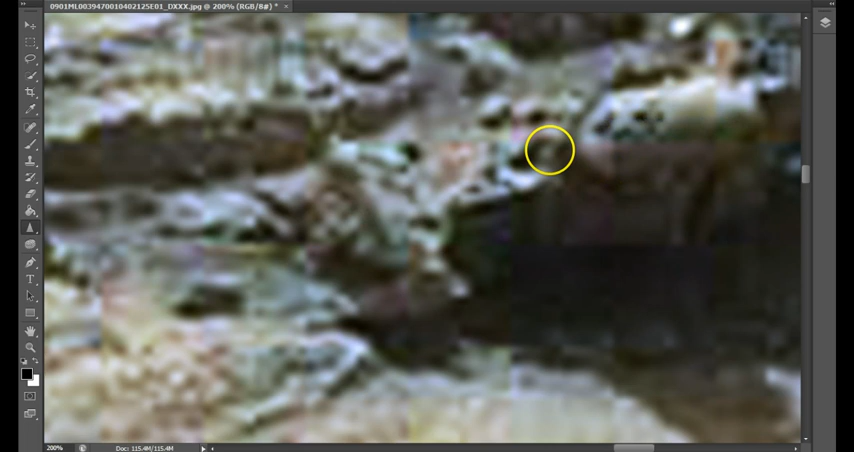 0901ML0039470010402125E01_DXXX.jpg @ 200% (RGB/8#) * ×
200%
Doc: 115.4M/115.4M